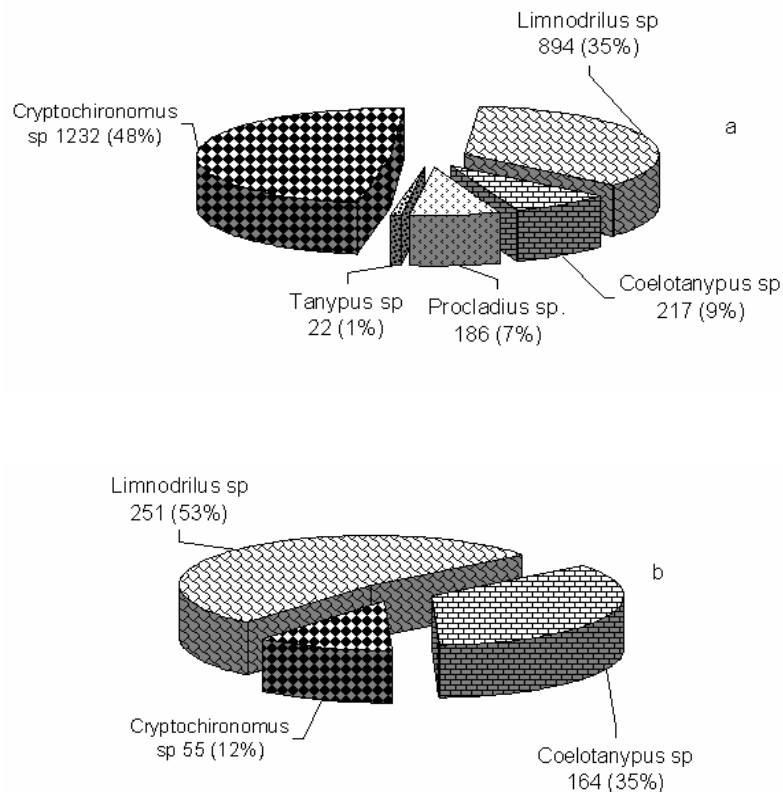 Limnodrilus sp
894 (35%)
Cryptochironomus
sp 1232 (48%)
a
Coelotanypus sp
217 (9%)
Tanypus sp
22 (1%)
Procladius sp.
186 (7%)
Limnodrilus sp
251 (53%)
b
Cryptochironomus
sp 55 (12%)
Coelotanypus sp
164 (35%)